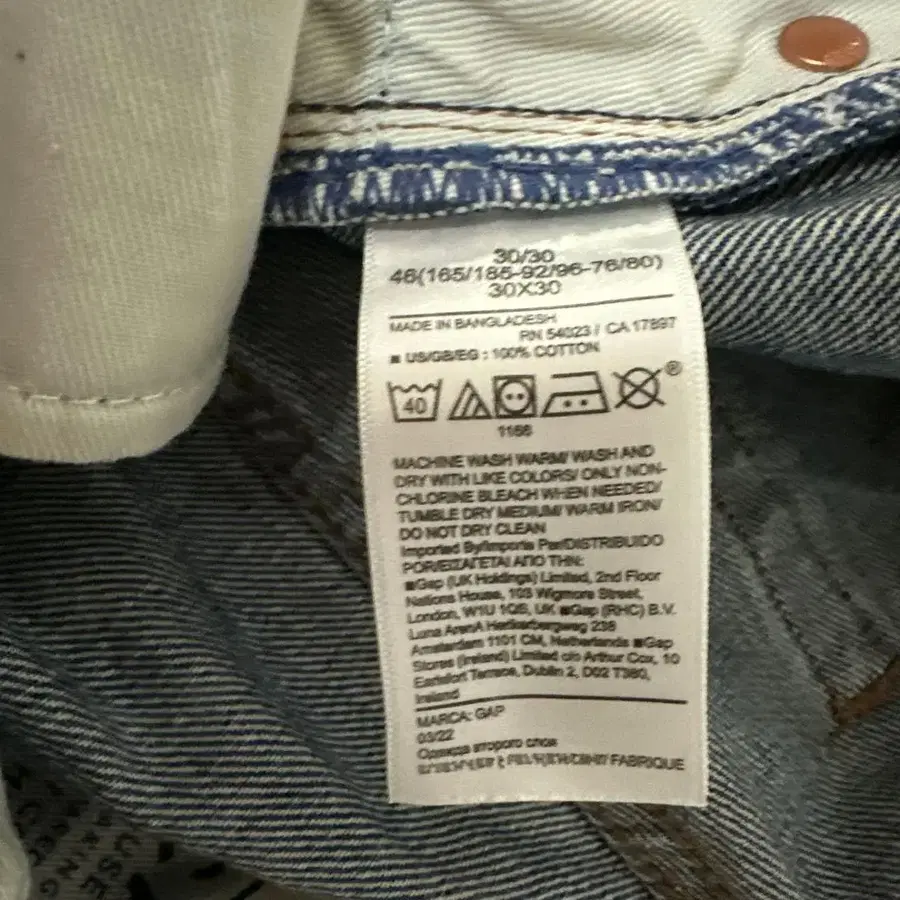 30/30
46(165/185-92/96-76/80)
30X30
MADE IN BANGLADESH
RN 54023 / CA 17897
■ US/GB/EG : 100% COTTON
40
®
1166
MACHINE WASH WARM/ WASH AND
DRY WITH LIKE COLORS/ ONLY NON-
CHLORINE BLEACH WHEN NEEDED/
TUMBLE DRY MEDIUM/ WARM IRON/
DO NOT DRY CLEAN
Imported By/Importe Par/DISTRIBUIDO
POR/ΕΙΣΑΓΕΤΑΙ ΑΠΟ ΤΗΝ:
■Gap (UK Holdings) Limited, 2nd Floor
Nations House, 103 Wigmore Street,
London, W1U 1QS, UK ■Gap (RHC) B.V.
Luna ArenA Herikerbergweg 238
Amsterdam 1101 CM, Netherlands ■Gap
Stores (Ireland) Limited c/o Arthur Cox, 10
Earlsfort Terrace, Dublin 2, D02 T380,
Ireland
MARCA: GAP
03/22
Одежда второго слоя
FABRIQUE
USE